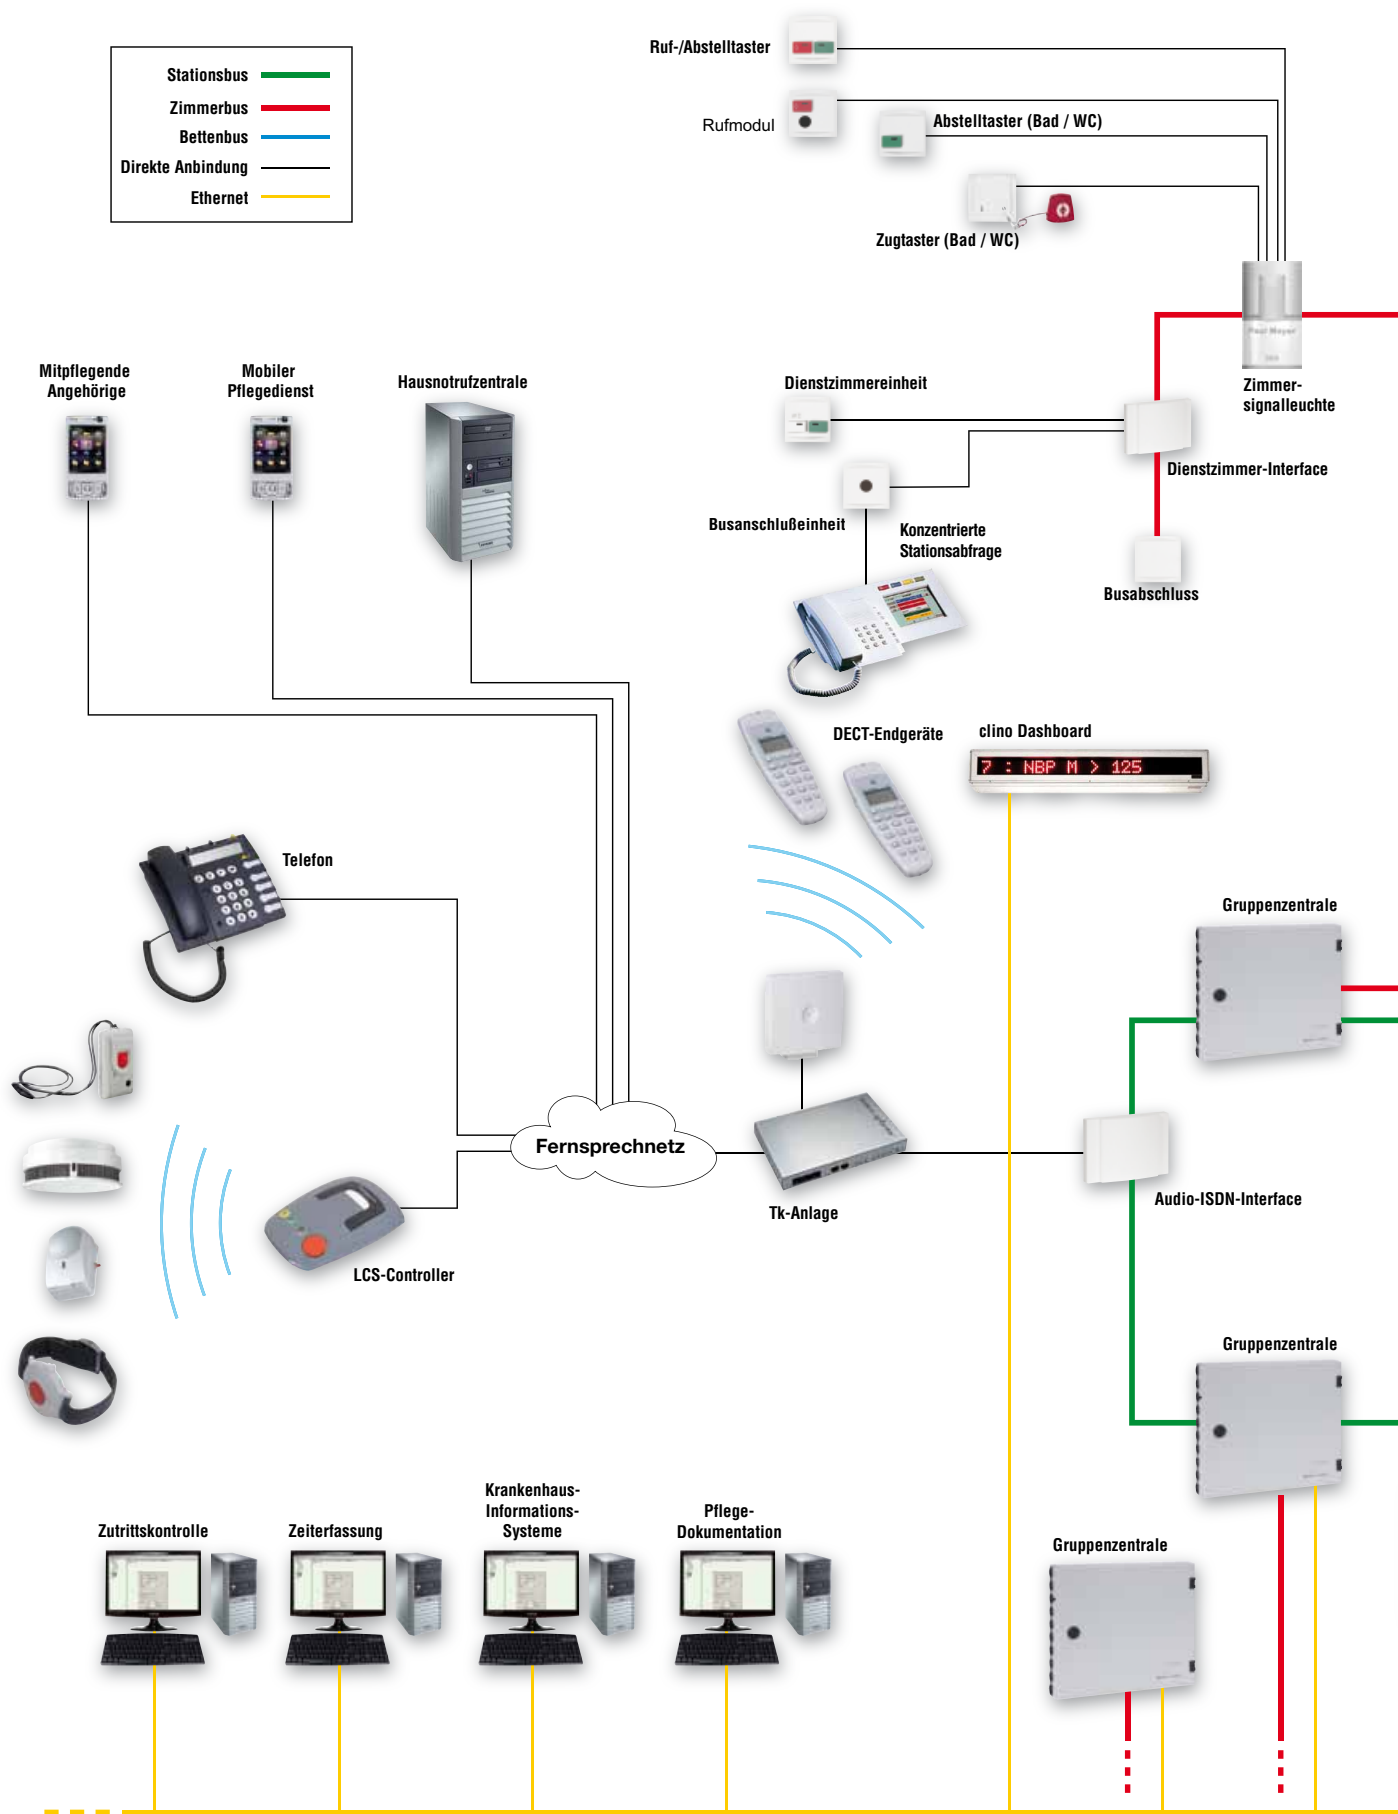 Ruf-/Abstelltaster
Stationsbus
Zimmerbus
Bettenbus
Direkte Anbindung
Ethernet
Rufmodul
Abstelltaster (Bad / WC)
Zugtaster (Bad / WC)
Paul Meyer
Zimmer-
signalleuchte
Mitpflegende
Angehörige
Mobiler
Pflegedienst
Hausnotrufzentrale
Dienstzimmereinheit
Dienstzimmer-Interface
Busanschlußeinheit
Konzentrierte
Stationsabfrage
Busabschluss
DECT-Endgeräte
clino Dashboard
7 : NBP M > 125
Telefon
Gruppenzentrale
Fernsprechnetz
Tk-Anlage
Audio-ISDN-Interface
LCS-Controller
Gruppenzentrale
Zutrittskontrolle
Zeiterfassung
Krankenhaus-
Informations-
Systeme
Pflege-
Dokumentation
Gruppenzentrale